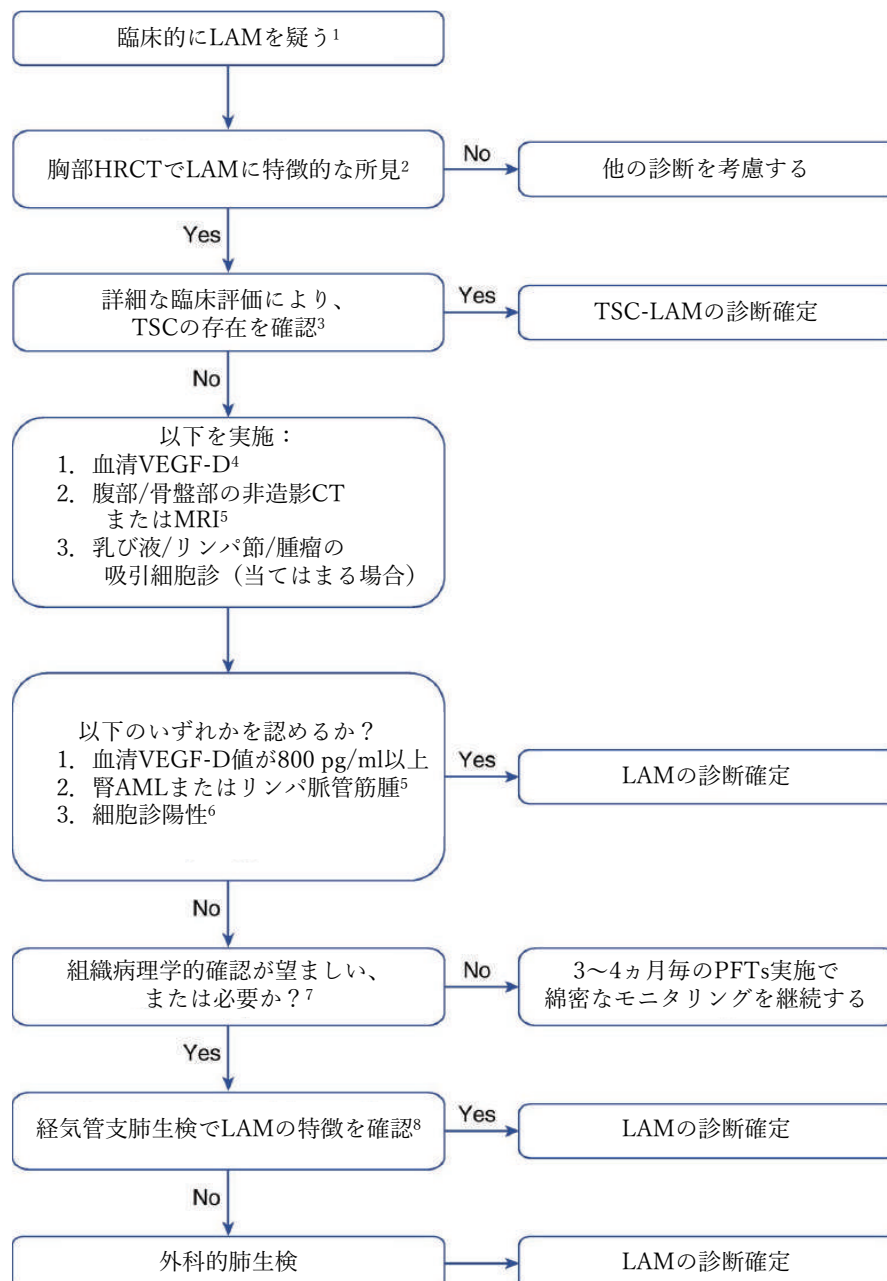 臨床的にLAMを疑う1
胸部HRCTでLAMに特徴的な所見2
No
他の診断を考慮する
Yes
詳細な臨床評価により、
TSCの存在を確認3
Yes
TSC-LAMの診断確定
No
以下を実施：
1. 血清VEGF-D4
2. 腹部/骨盤部の非造影CT
またはMRI5
3. 乳び液/リンパ節/腫瘤の
吸引細胞診（当てはまる場合）
以下のいずれかを認めるか？
1. 血清VEGF-D値が800 pg/ml以上
2. 腎AMLまたはリンパ脈管筋腫5
3. 細胞診陽性6
Yes
LAMの診断確定
No
組織病理学的確認が望ましい、
または必要か？7
No
3～4ヵ月毎のPFTs実施で
綿密なモニタリングを継続する
Yes
経気管支肺生検でLAMの特徴を確認8
Yes
LAMの診断確定
No
外科的肺生検
LAMの診断確定